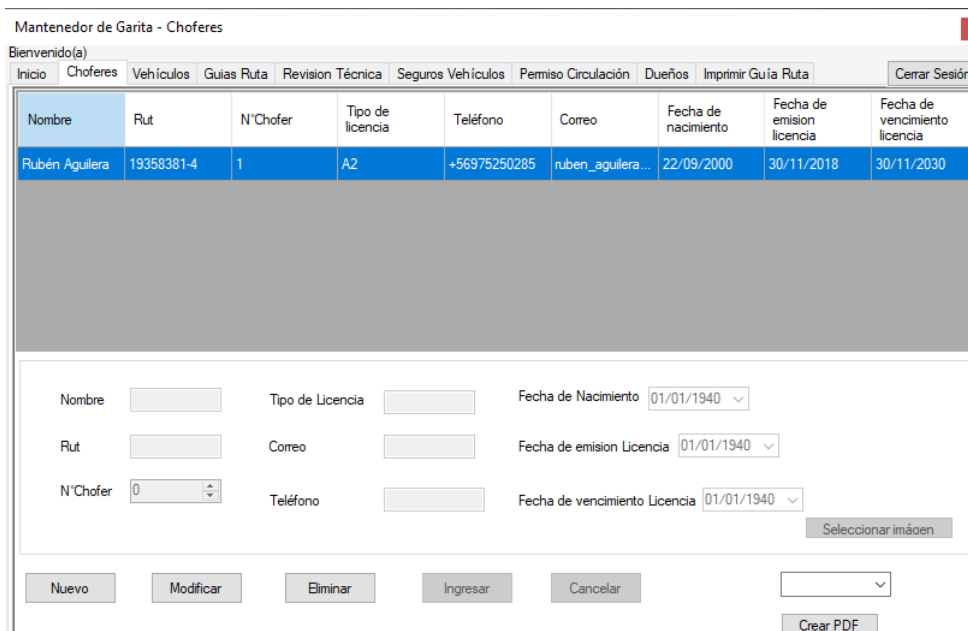 Mantenedor de Garita - Choferes
Bienvenido(a)
Inicio Choferes Vehículos Guias Ruta Revision Técnica Seguros Vehículos Permiso Circulación Dueños Imprimir Guía Ruta Cerrar Sesión
Nombre Rut N°Chofer Tipo de licencia Teléfono Correo Fecha de nacimiento Fecha de emision licencia Fecha de vencimiento licencia
Rubén Aguilera 19358381-4 1 A2 +56975250285 ruben_aguilera... 22/09/2000 30/11/2018 30/11/2030
Nombre Tipo de Licencia Fecha de Nacimiento 01/01/1940
Rut Correo Fecha de emision Licencia 01/01/1940
N°Chofer 0 Teléfono Fecha de vencimiento Licencia 01/01/1940
Seleccionar imágen
Nuevo Modificar Eliminar Ingresar Cancelar
Crear PDF